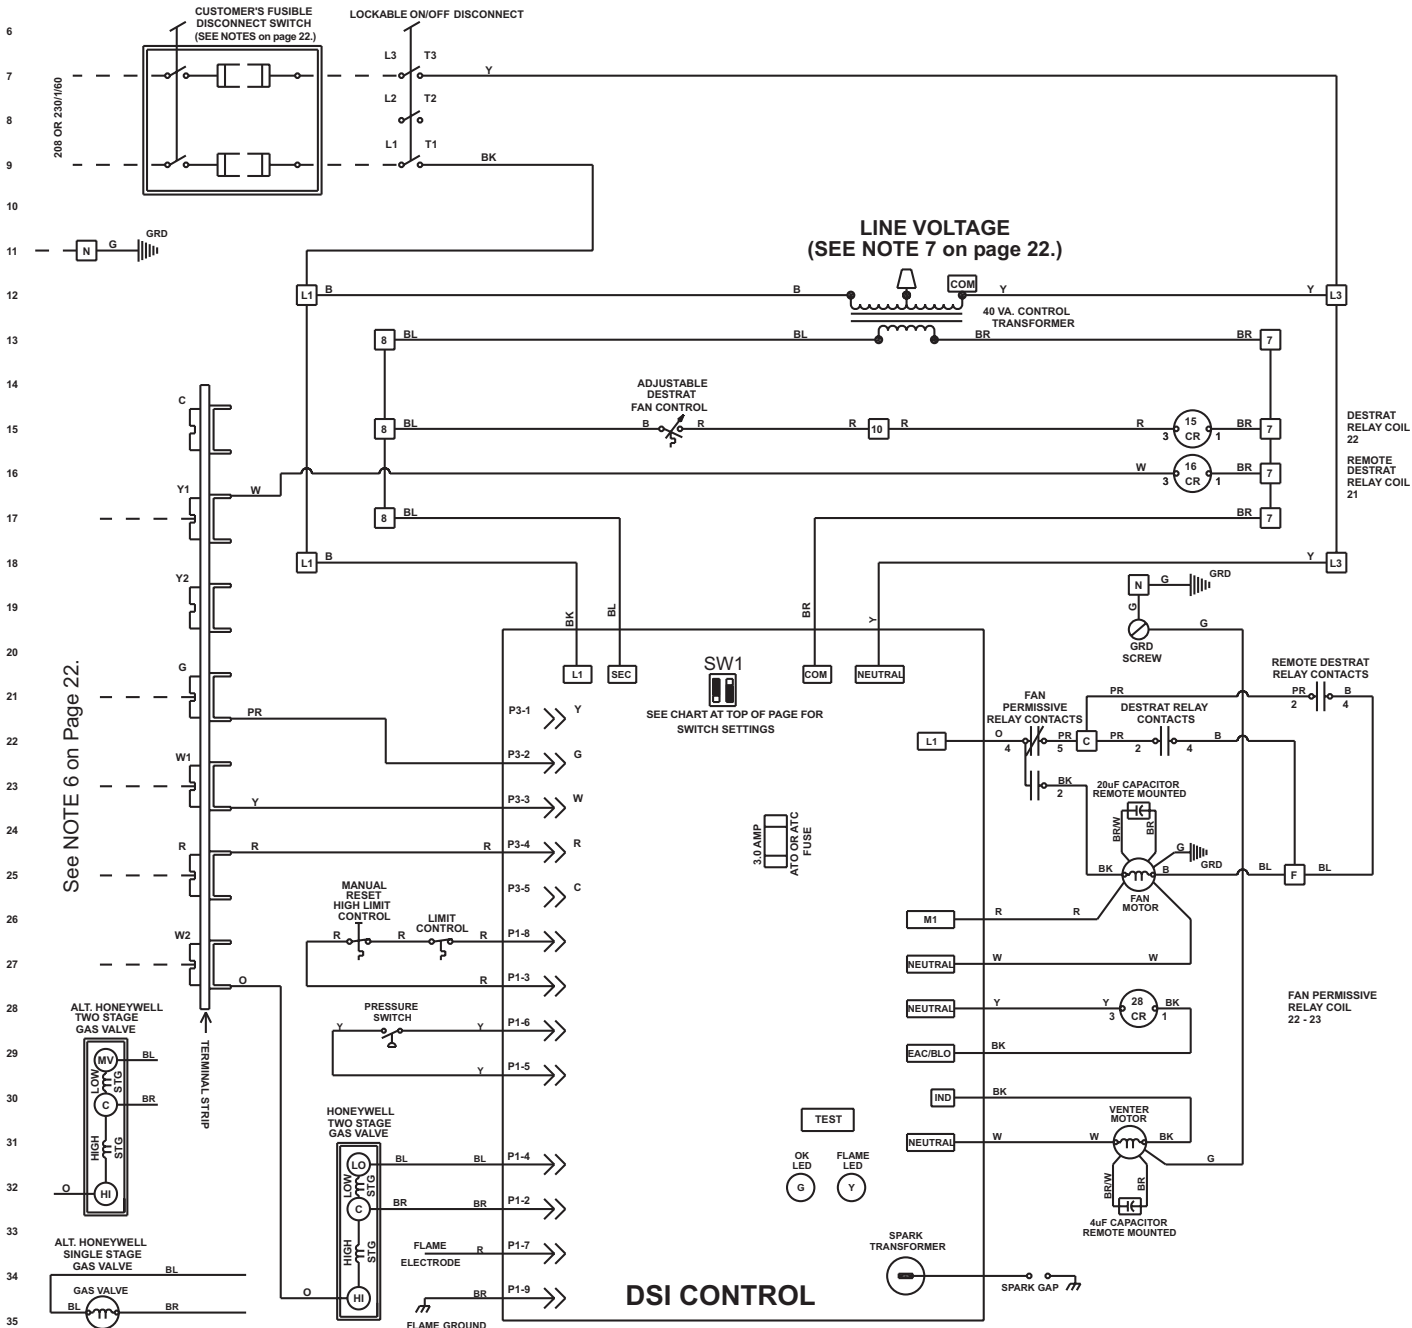 CUSTOMER'S FUSIBLE
DISCONNECT SWITCH
(SEE NOTES on page 22.)
LOCKABLE ON/OFF DISCONNECT
6
L3 T3
7
Y
208 OR 230/1/60
L2 T2
8
L1 T1
9
BK
10
GRD
11
N G
LINE VOLTAGE
(SEE NOTE 7 on page 22.)
COM
12
L1 B B Y Y L3
40 VA. CONTROL
TRANSFORMER
13
8 BL BL BR BR 7
14
ADJUSTABLE
DESTRAT
FAN CONTROL
C
15
8 BL B R R 10 R R 3 15 CR 1 BR 7
DESTRAT
RELAY COIL
22
16
W 3 16 CR 1 BR 7
REMOTE
DESTRAT
RELAY COIL
21
Y1
W
17
8 BL BR 7
18
L1 B Y L3
Y2
N G GRD
19
BK BL BR Y G
G
GRD
SCREW
20
See NOTE 6 on Page 22.
G
L1 SEC SW1 COM NEUTRAL
REMOTE DESTRAT
RELAY CONTACTS
21
PR PR B
2 4
SEE CHART AT TOP OF PAGE FOR
SWITCH SETTINGS
FAN
PERMISSIVE
RELAY CONTACTS
DESTRAT RELAY
CONTACTS
PR
P3-1 Y
22
L1 O 4 PR 5 C PR 2 4 B
P3-2 G
W1
23
BK
2
20uF CAPACITOR
REMOTE MOUNTED
Y P3-3 W
24
3.0 AMP
ATO OR ATC
FUSE
BR/W BR
G GRD
R R R P3-4 R
25
BK B BL F BL
FAN
MOTOR
P3-5 C
MANUAL
RESET
HIGH LIMIT
CONTROL
LIMIT
CONTROL
26
M1 R R
W2
R R R P1-8
27
NEUTRAL W W
O
R P1-3
28
ALT. HONEYWELL
TWO STAGE
GAS VALVE
PRESSURE
SWITCH
NEUTRAL Y Y 3 28 CR 1 BK
FAN PERMISSIVE
RELAY COIL
22 - 23
Y Y P1-6
29
MV BL
TERMINAL STRIP
EAC/BLO BK
Y P1-5
LOW STG
30
C BR
IND BK
HONEYWELL
TWO STAGE
GAS VALVE
TEST
VENTER
MOTOR
31
HIGH STG
NEUTRAL W W BK
G
OK
LED
FLAME
LED
LO BL BL P1-4
LOW STG
32
O HI
G Y
BR/W BR
C BR BR P1-2
4uF CAPACITOR
REMOTE MOUNTED
33
ALT. HONEYWELL
SINGLE STAGE
GAS VALVE
HIGH STG
FLAME
ELECTRODE
R P1-7
SPARK
TRANSFORMER
34
BL
GAS VALVE
BL BR
O HI
BR P1-9
DSI CONTROL
SPARK GAP
35
FLAME GROUND